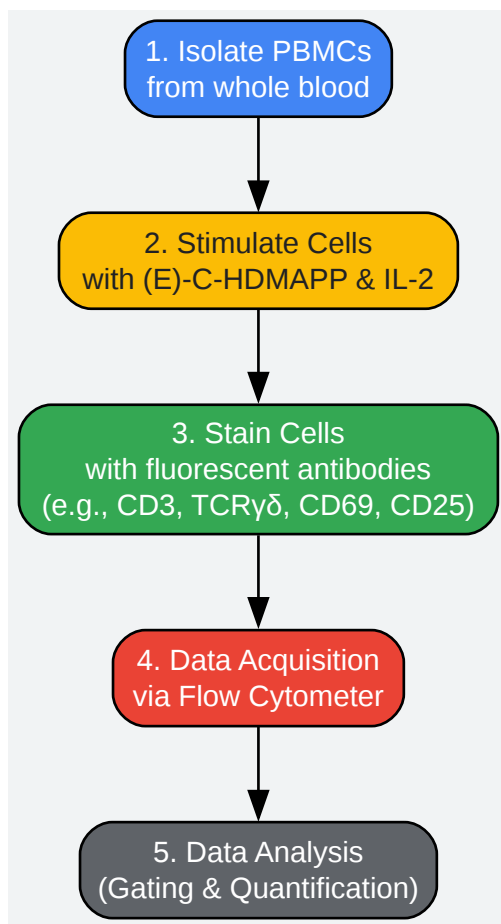 1. Isolate PBMCs
from whole blood
2. Stimulate Cells
with (E)-C-HDMAPP & IL-2
3. Stain Cells
with fluorescent antibodies
(e.g., CD3, TCRγδ, CD69, CD25)
4. Data Acquisition
via Flow Cytometer
5. Data Analysis
(Gating & Quantification)